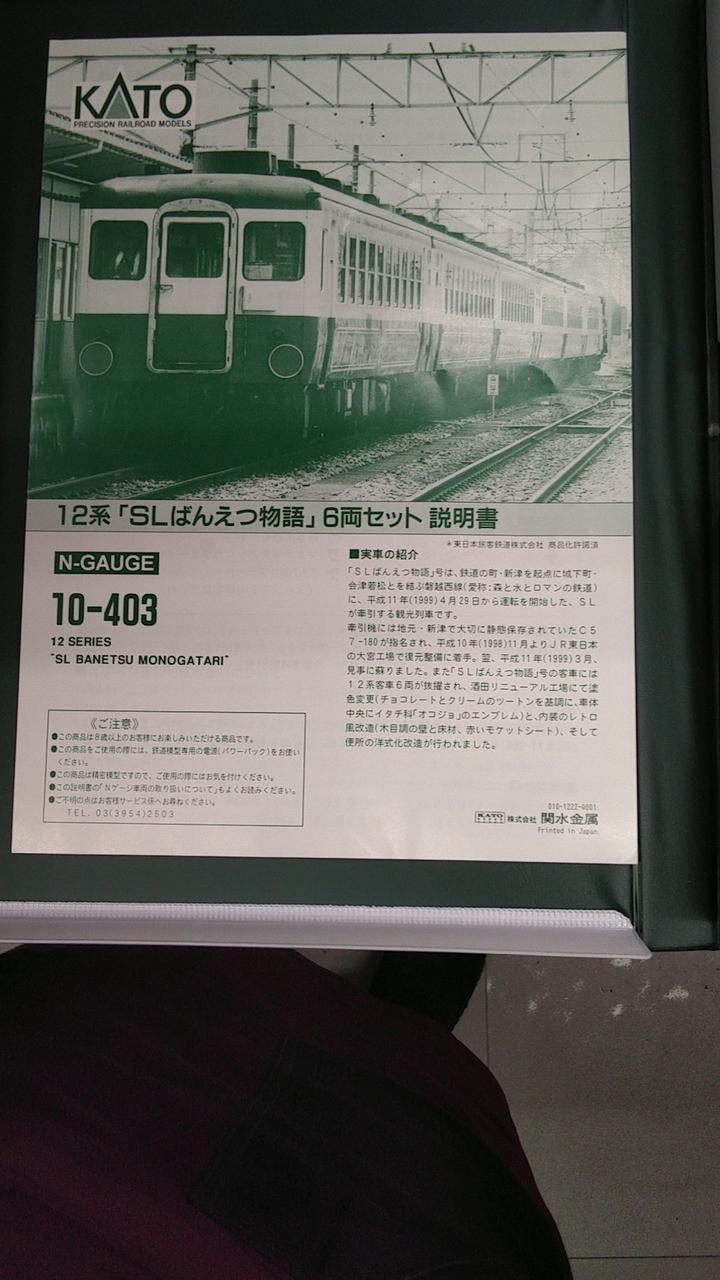 KATO
PRECISION RAILROAD MODELS
12系「SLばんえつ物語」6両セット 説明書
＊東日本旅客鉄道株式会社 商品化許諾済
N-GAUGE
10-403
12 SERIES
"SL BANETSU MONOGATARI"
《ご注意》
●この商品は8歳以上のお客様にお楽しみいただける商品です。
●この商品をご使用の際には、鉄道模型専用の電源(パワーパック)をお使い
ください。
●この商品は精密模型ですので、ご使用の際にはお気を付けください。
●この説明書の「Nゲージ車両の取り扱いについて」もよくお読みください。
●ご不明の点はお客様サービス係へお尋ねください。
TEL. 03(3954)2503
■実車の紹介
「SLばんえつ物語」号は、鉄道の町・新津を起点に城下町・
会津若松とを結ぶ磐越西線(愛称:森と水とロマンの鉄道)
に、平成11年(1999)4月29日から運転を開始した、SL
が牽引する観光列車です。
牽引機には地元・新津で大切に静態保存されていたC5
7-180が指名され、平成10年(1998)11月よりJR東日本
の大宮工場で復元整備に着手。翌、平成11年(1999)3月、
見事に蘇りました。また「SLばんえつ物語」号の客車には
12系客車6両が抜擢され、酒田リニューアル工場にて塗
色変更(チョコレートとクリームのツートンを基調に、車体
中央にイタチ科「オコジョ」のエンブレム)と、内装のレトロ
風改造(木目調の壁と床材、赤いモケットシート)、そして
便所の洋式化改造が行われました。
010-1222-0001
KATO 株式会社 関水金属
Printed in Japan